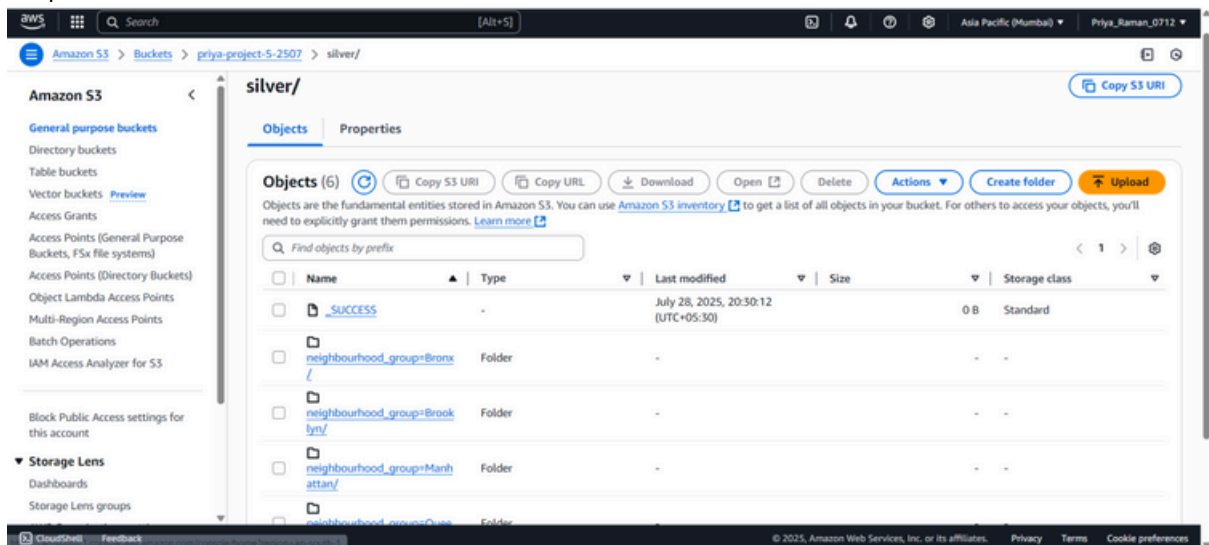 aws Search [Alt+S] Asia Pacific (Mumbai) ▼ Priya_Raman_0712 ▼
Amazon S3 > Buckets > priya-project-5-2507 > silver/
Amazon S3 <
General purpose buckets
Directory buckets
Table buckets
Vector buckets Preview
Access Grants
Access Points (General Purpose
Buckets, FSx file systems)
Access Points (Directory Buckets)
Object Lambda Access Points
Multi-Region Access Points
Batch Operations
IAM Access Analyzer for S3
Block Public Access settings for
this account
▼ Storage Lens
Dashboards
Storage Lens groups
silver/
Copy S3 URI
Objects Properties
Objects (6) Copy S3 URI Copy URL Download Open Delete Actions ▼ Create folder Upload
Objects are the fundamental entities stored in Amazon S3. You can use Amazon S3 inventory to get a list of all objects in your bucket. For others to access your objects, you'll
need to explicitly grant them permissions. Learn more
Find objects by prefix
< 1 >
Name ▲ Type Last modified Size Storage class
_SUCCESS - July 28, 2025, 20:30:12 (UTC+05:30) 0 B Standard
neighbourhood_group=Bronx
/
Folder - - -
neighbourhood_group=Brook
lyn/
Folder - - -
neighbourhood_group=Manh
attan/
Folder - - -
neighbourhood_group=Quee
Folder
CloudShell Feedback © 2025, Amazon Web Services, Inc. or its affiliates. Privacy Terms Cookie preferences